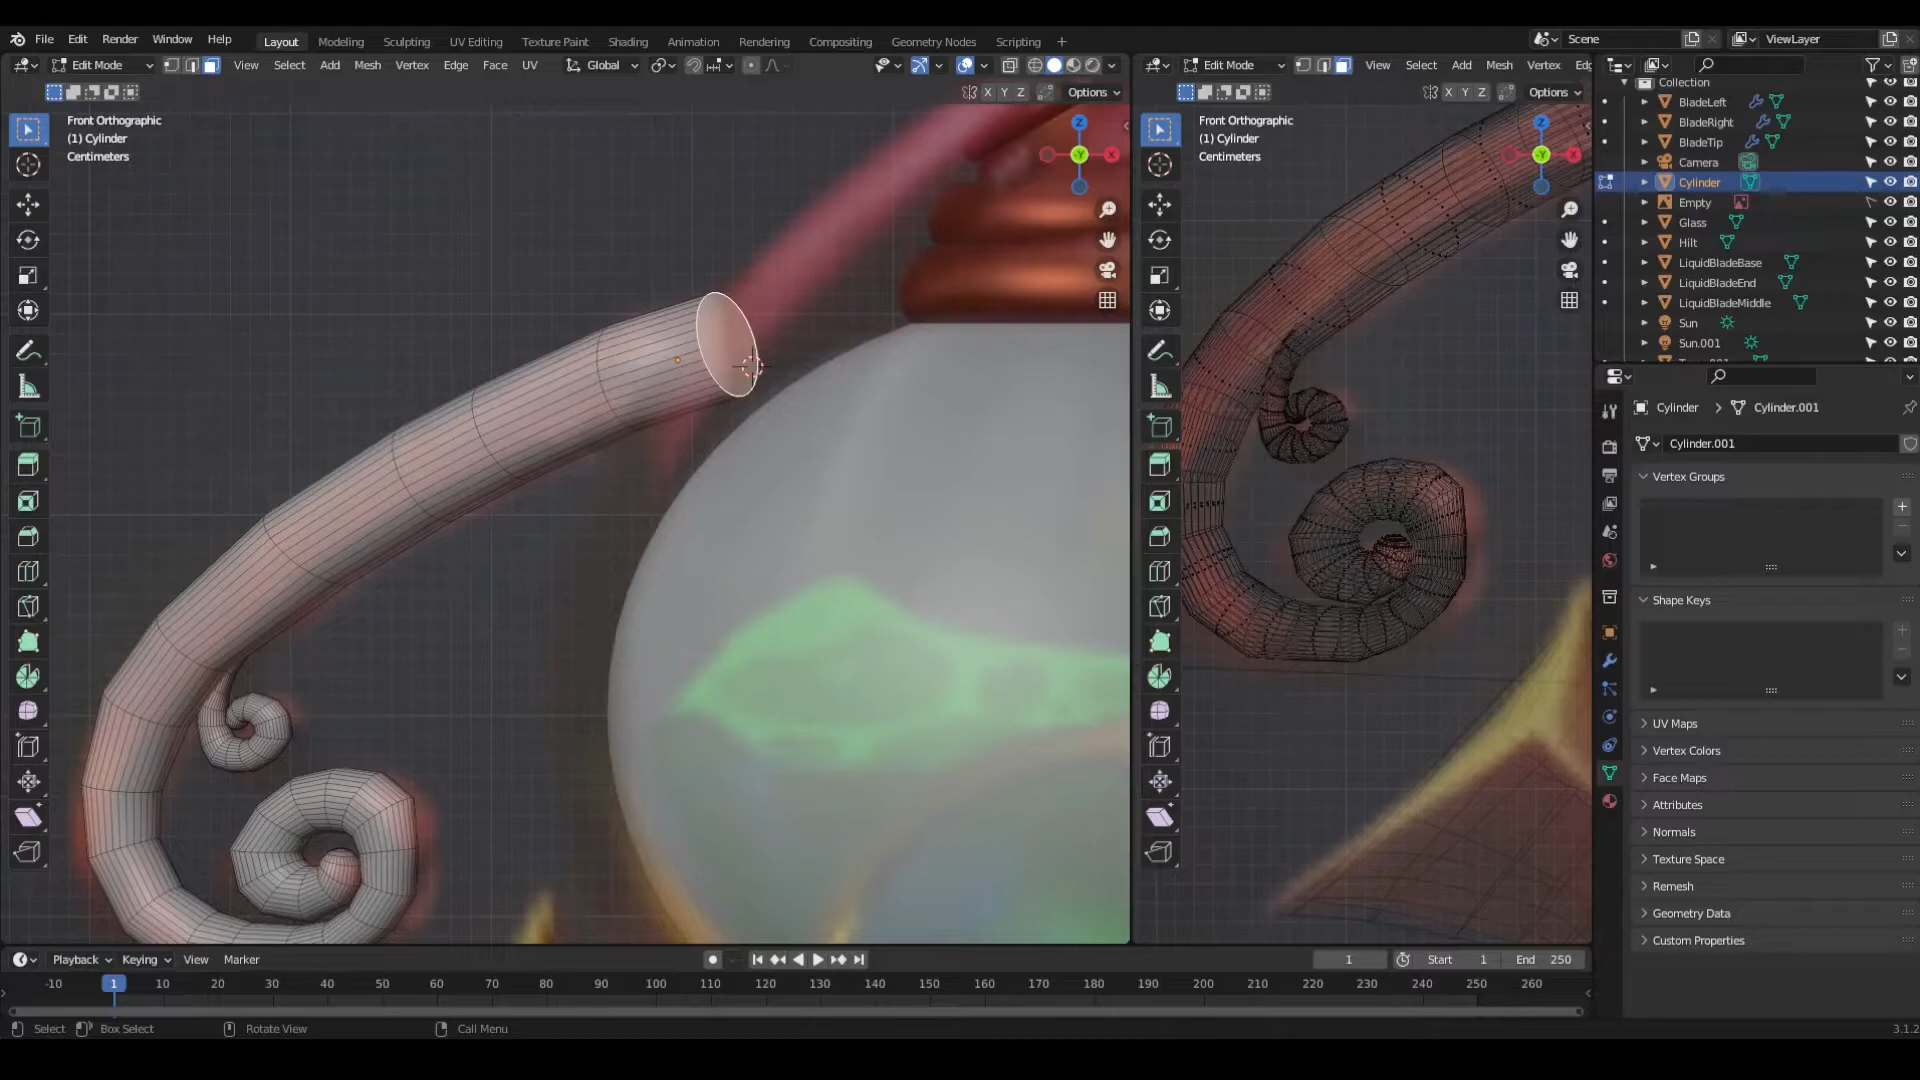 File Edit Render Window Help Layout Modeling Sculpting UV Editing Texture Paint Shading Animation Rendering Compositing Geometry Nodes Scripting + Scene ViewLayer
Edit Mode View Select Add Mesh Vertex Edge Face UV Global
Edit Mode View Select Add Mesh Vertex
X Y Z Options
X Y Z Options
Front Orthographic
(1) Cylinder
Centimeters
Z
-Y
X
Front Orthographic
(1) Cylinder
Centimeters
Z
-Y
X
Collection
BladeLeft
BladeRight
BladeTip
Camera
Cylinder
Empty
Glass
Hilt
LiquidBladeBase
LiquidBladeEnd
LiquidBladeMiddle
Sun
Sun.001
Cylinder > Cylinder.001
Cylinder.001
Vertex Groups
Shape Keys
UV Maps
Vertex Colors
Face Maps
Attributes
Normals
Texture Space
Remesh
Geometry Data
Custom Properties
Playback Keying View Marker 1 Start 1 End 250
-10 1 10 20 30 40 50 60 70 80 90 100 110 120 130 140 150 160 170 180 190 200 210 220 230 240 250 260
Select Box Select Rotate View Call Menu 3.1.2